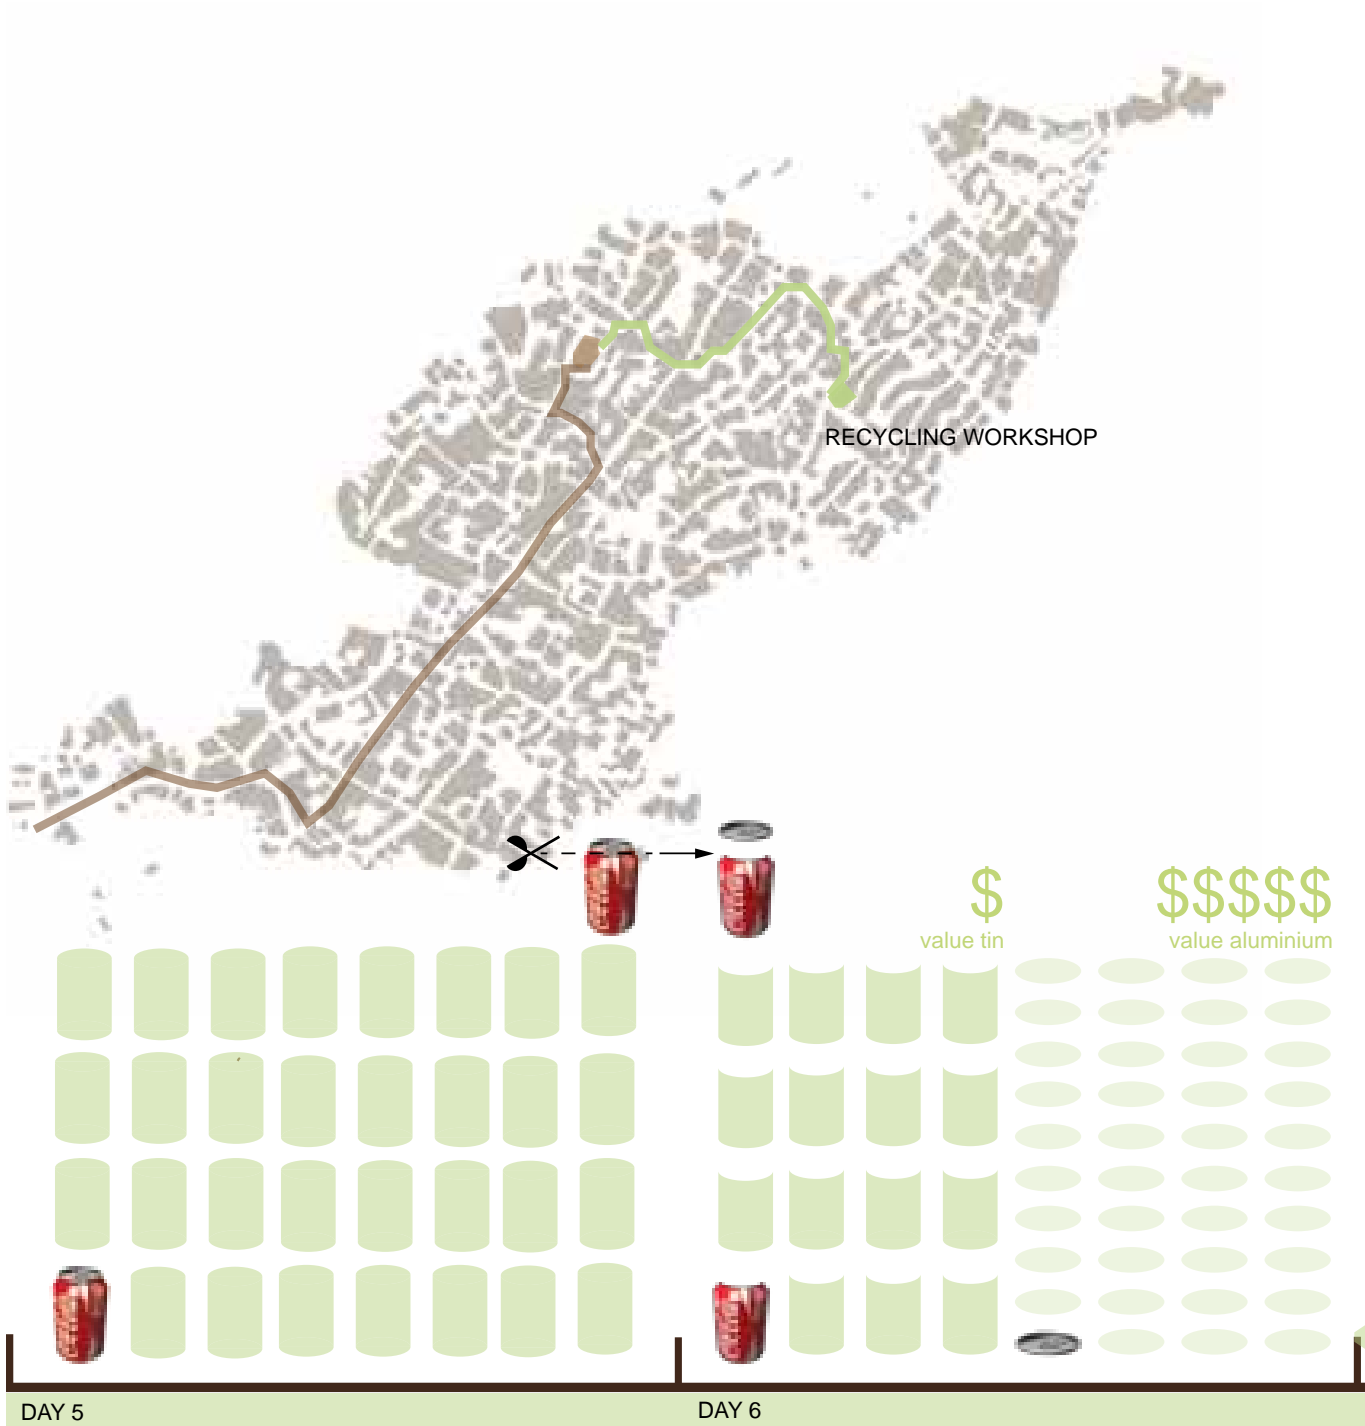 RECYCLING WORKSHOP
$
$$$$$
value tin
value aluminium
DAY 5
DAY 6